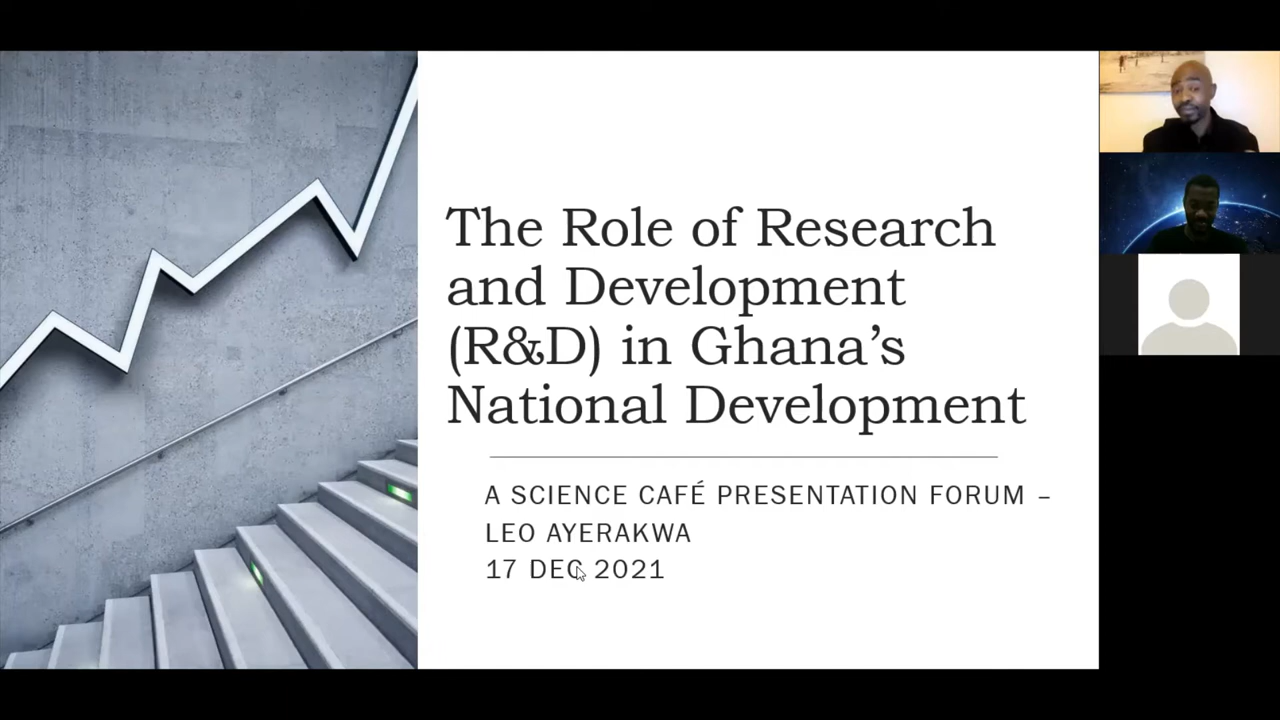 The Role of Research
and Development
(R&D) in Ghana’s
National Development
A SCIENCE CAFÉ PRESENTATION FORUM –
LEO AYERAKWA
17 DEC 2021